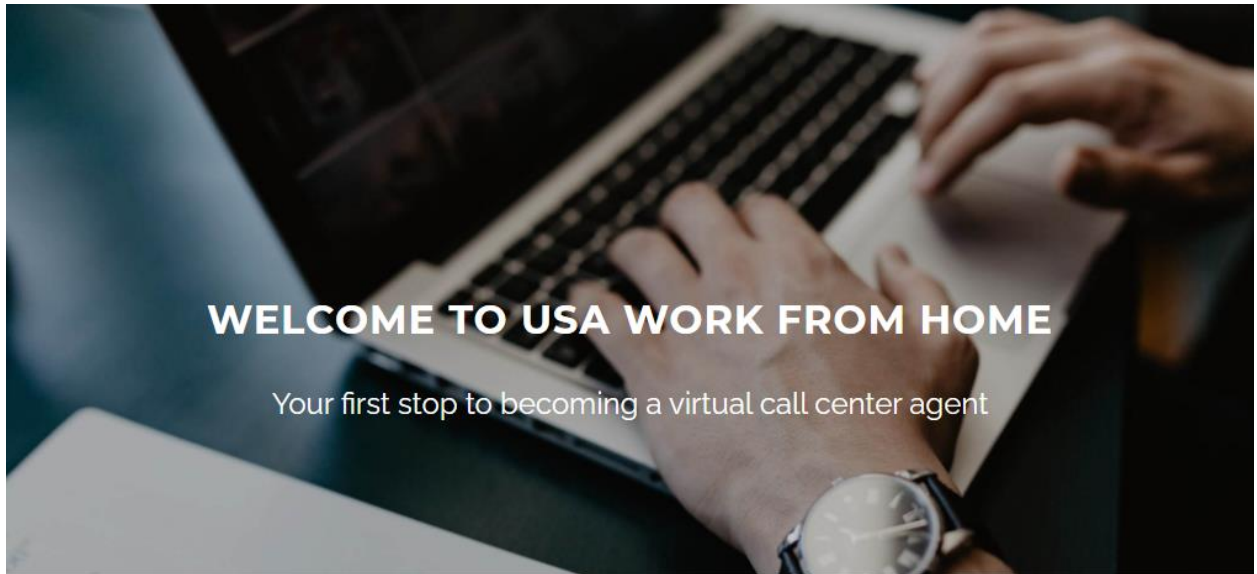 WELCOME TO USA WORK FROM HOME
Your first stop to becoming a virtual call center agent